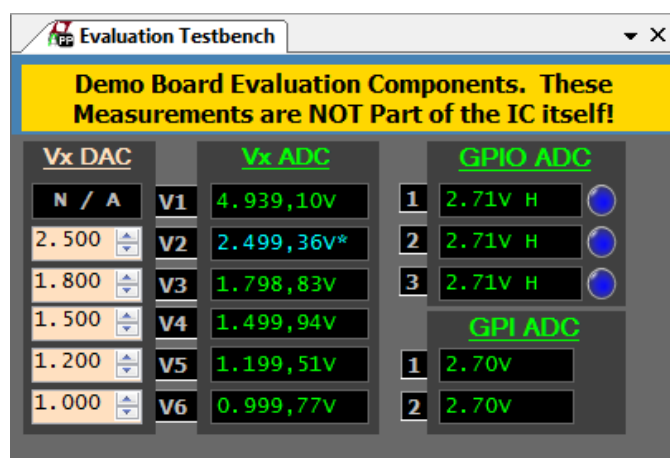 PP Evaluation Testbench
Demo Board Evaluation Components. These
Measurements are NOT Part of the IC itself!
Vx DAC Vx ADC GPIO ADC
N / A V1 4.939,10V 1 2.71V H
2.500 V2 2.499,36V* 2 2.71V H
1.800 V3 1.798,83V 3 2.71V H
1.500 V4 1.499,94V GPI ADC
1.200 V5 1.199,51V 1 2.70V
1.000 V6 0.999,77V 2 2.70V